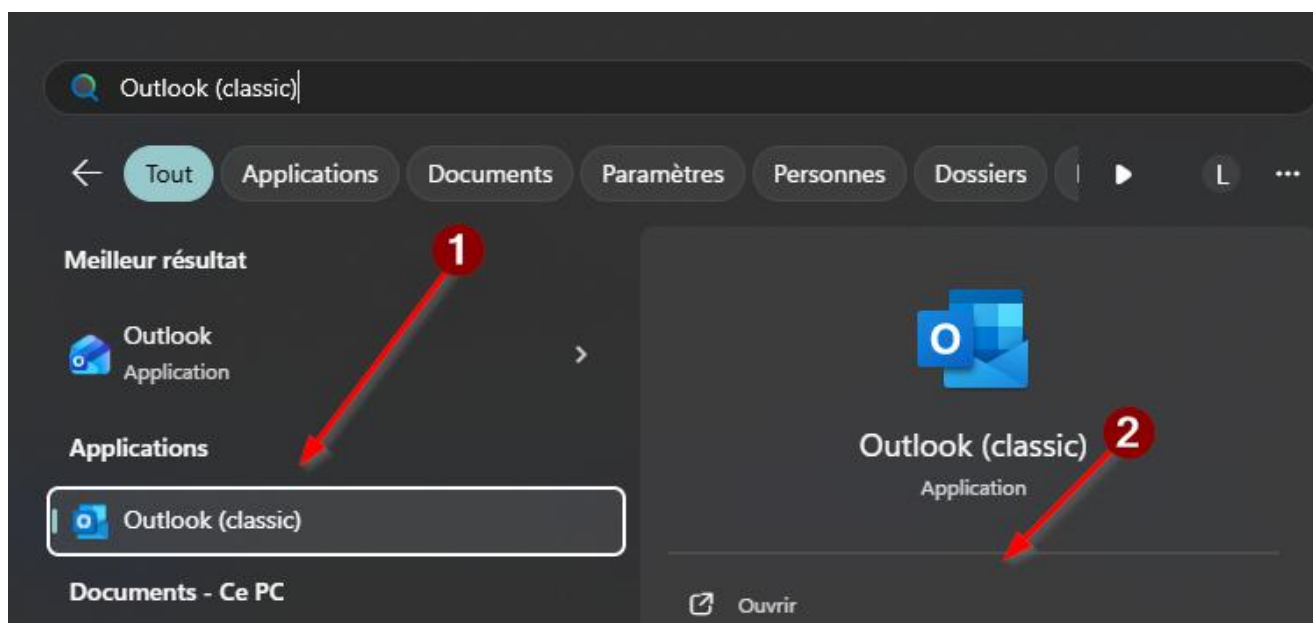 Outlook (classic)
Tout Applications Documents Paramètres Personnes Dossiers L ...
Meilleur résultat
1
Outlook
Application
Applications
Outlook (classic)
Documents - Ce PC
Outlook (classic)
2
Application
Ouvrir